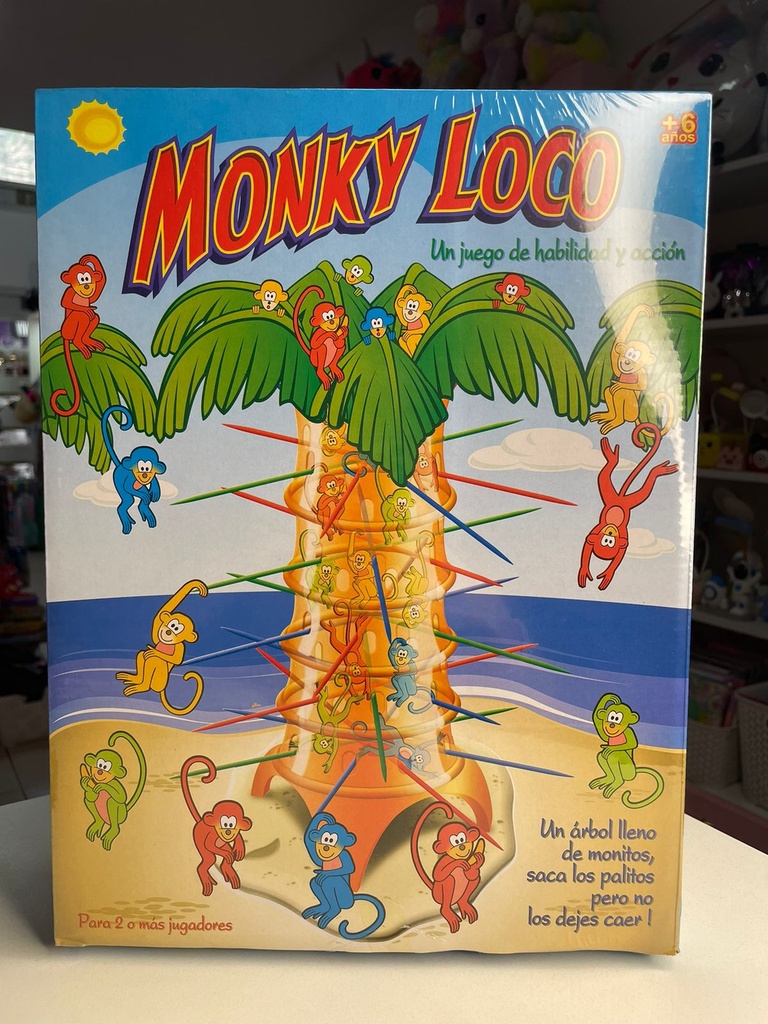 +6
años
MONKY LOCO
Un juego de habilidad y acción
Un árbol lleno
de monitos,
saca los palitos
pero no
los dejes caer !
Para 2 o más jugadores